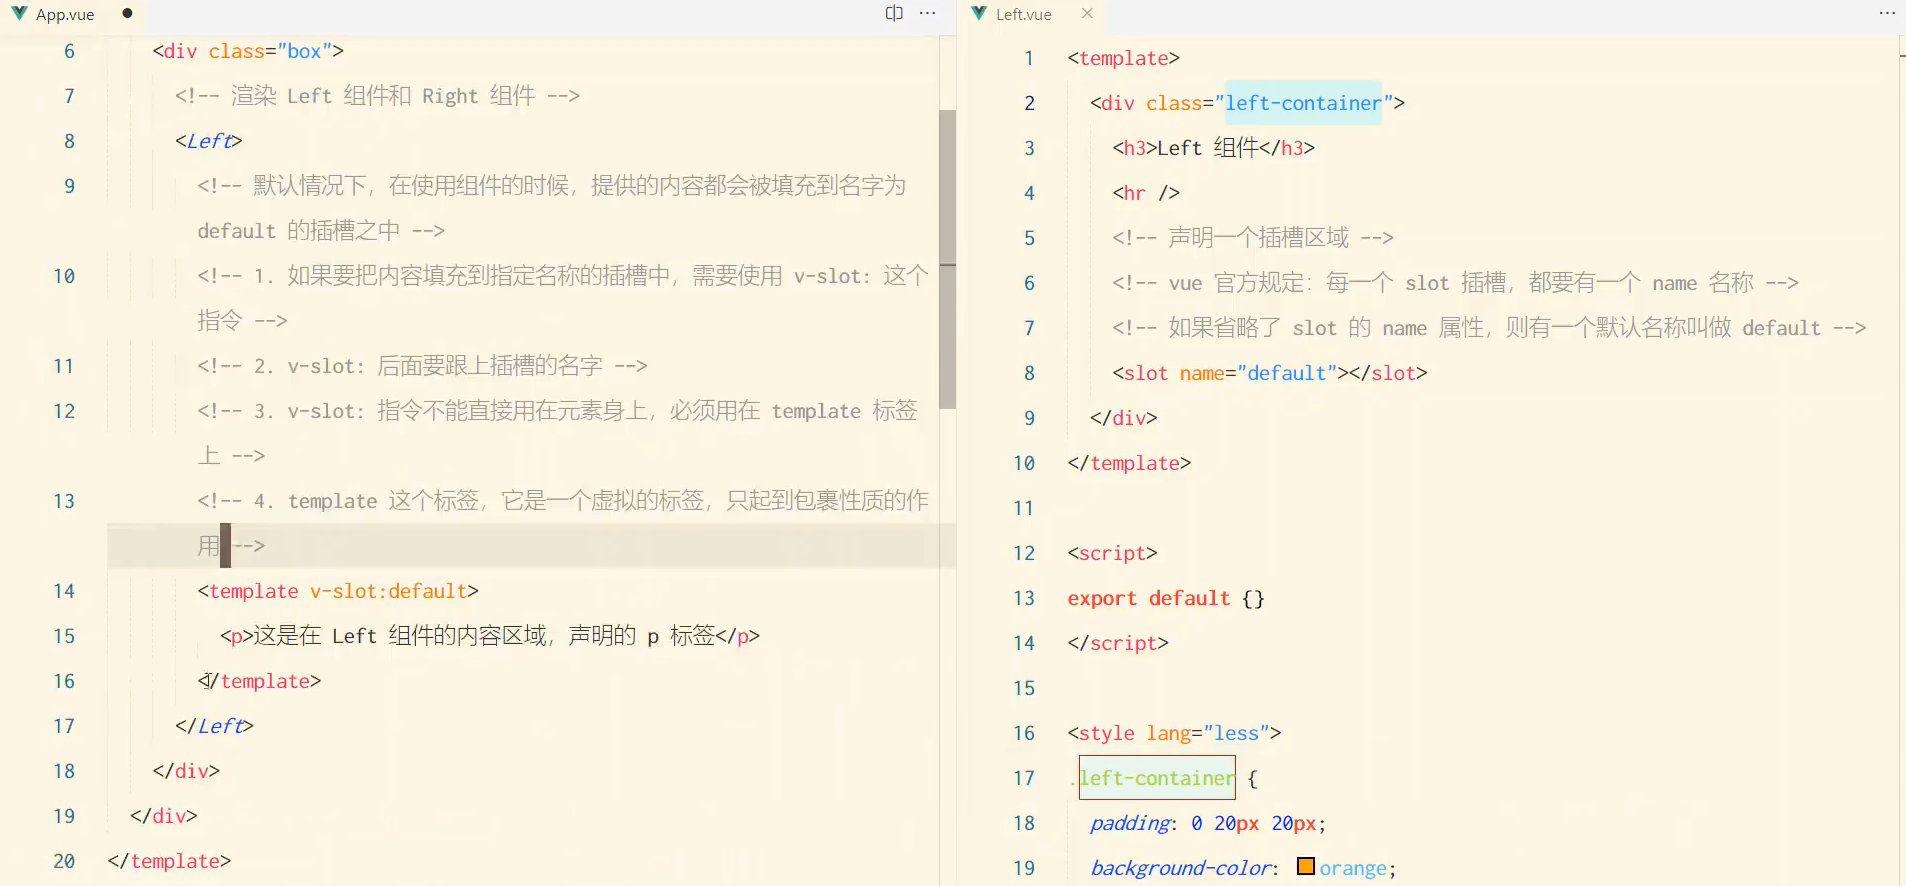 App.vue
6 <div class="box">
7 <!-- 渲染 Left 组件和 Right 组件 -->
8 <Left>
9 <!-- 默认情况下，在使用组件的时候，提供的内容都会被填充到名字为
default 的插槽之中 -->
10 <!-- 1. 如果要把内容填充到指定名称的插槽中，需要使用 v-slot: 这个
指令 -->
11 <!-- 2. v-slot: 后面要跟上插槽的名字 -->
12 <!-- 3. v-slot: 指令不能直接用在元素身上，必须用在 template 标签
上 -->
13 <!-- 4. template 这个标签，它是一个虚拟的标签，只起到包裹性质的作
用 -->
14 <template v-slot:default>
15 <p>这是在 Left 组件的内容区域，声明的 p 标签</p>
16 </template>
17 </Left>
18 </div>
19 </div>
20 </template>
Left.vue
1 <template>
2 <div class="left-container">
3 <h3>Left 组件</h3>
4 <hr />
5 <!-- 声明一个插槽区域 -->
6 <!-- vue 官方规定：每一个 slot 插槽，都要有一个 name 名称 -->
7 <!-- 如果省略了 slot 的 name 属性，则有一个默认名称叫做 default -->
8 <slot name="default"></slot>
9 </div>
10 </template>
11
12 <script>
13 export default {}
14 </script>
15
16 <style lang="less">
17 .left-container {
18 padding: 0 20px 20px;
19 background-color: orange;